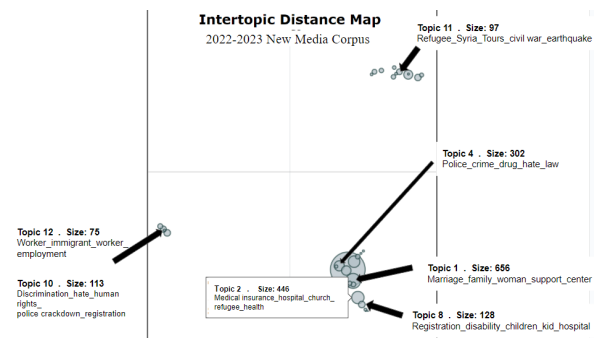 Intertopic Distance Map
2022-2023 New Media Corpus
Topic 11 . Size: 97
Refugee_Syria_Tours_civil war_earthquake
Topic 4 . Size: 302
Police_crime_drug_hate_law
Topic 12 . Size: 75
Worker_immigrant_worker_
employment
Topic 10 . Size: 113
Discrimination_hate_human
rights_
police crackdown_registration
Topic 2 . Size: 446
Medical insurance_hospital_church_
refugee_health
Topic 1 . Size: 656
Marriage_family_woman_support_center
Topic 8 . Size: 128
Registration_disability_children_kid_hospital